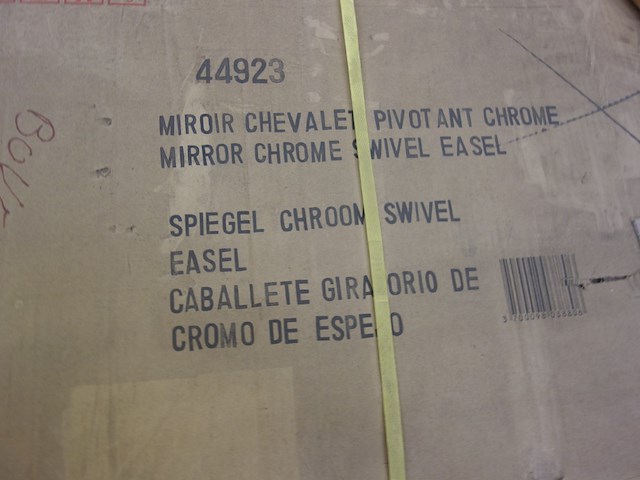 44923
MIROIR CHEVALET PIVOTANT CHROME
MIRROR CHROME SWIVEL EASEL
SPIEGEL CHROOM SWIVEL
EASEL
CABALLETE GIRATORIO DE
CROMO DE ESPEJO